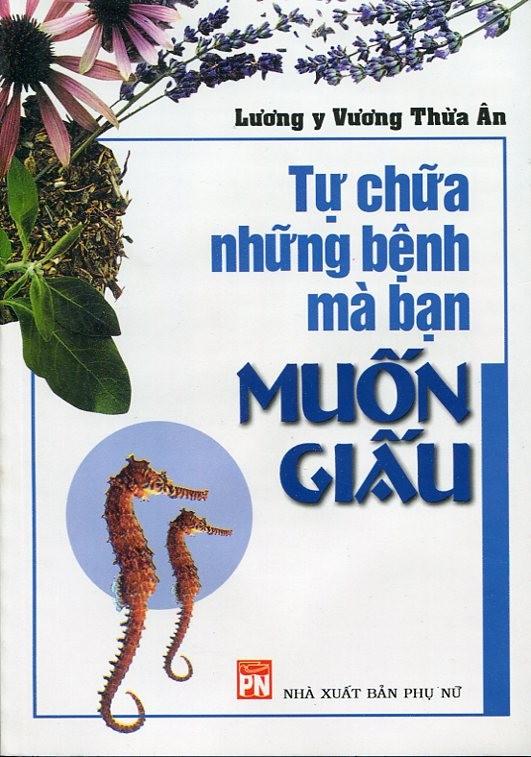 Lương y Vương Thừa Ân
Tự chữa
những bệnh
mà bạn
MUỐN
GIẤU
PN
NHÀ XUẤT BẢN PHỤ NỮ